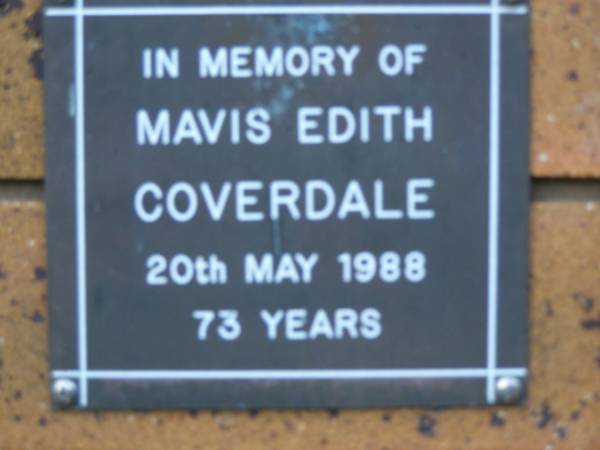 IN MEMORY OF
MAVIS EDITH
COVERDALE
20th MAY 1988
73 YEARS